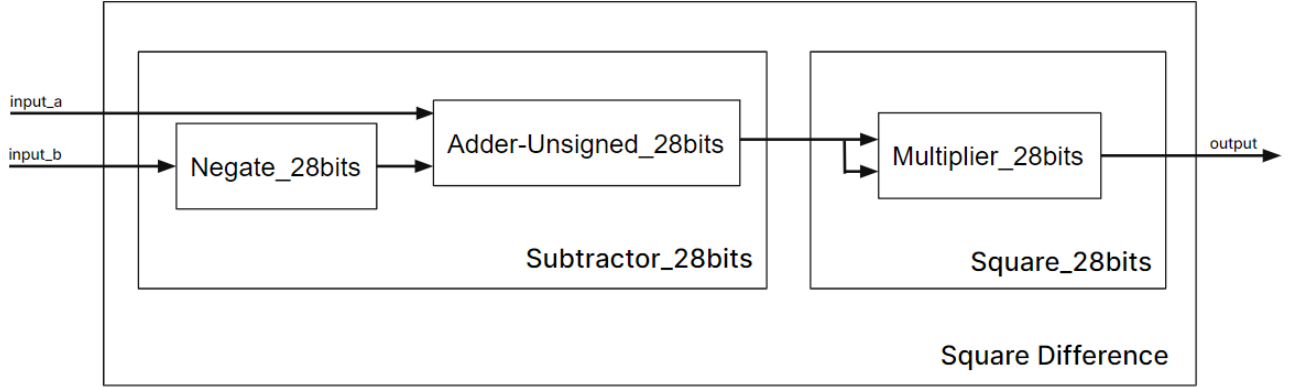 input_a
input_b
Negate_28bits
Adder-Unsigned_28bits
Subtractor_28bits
Multiplier_28bits
Square_28bits
output
Square Difference